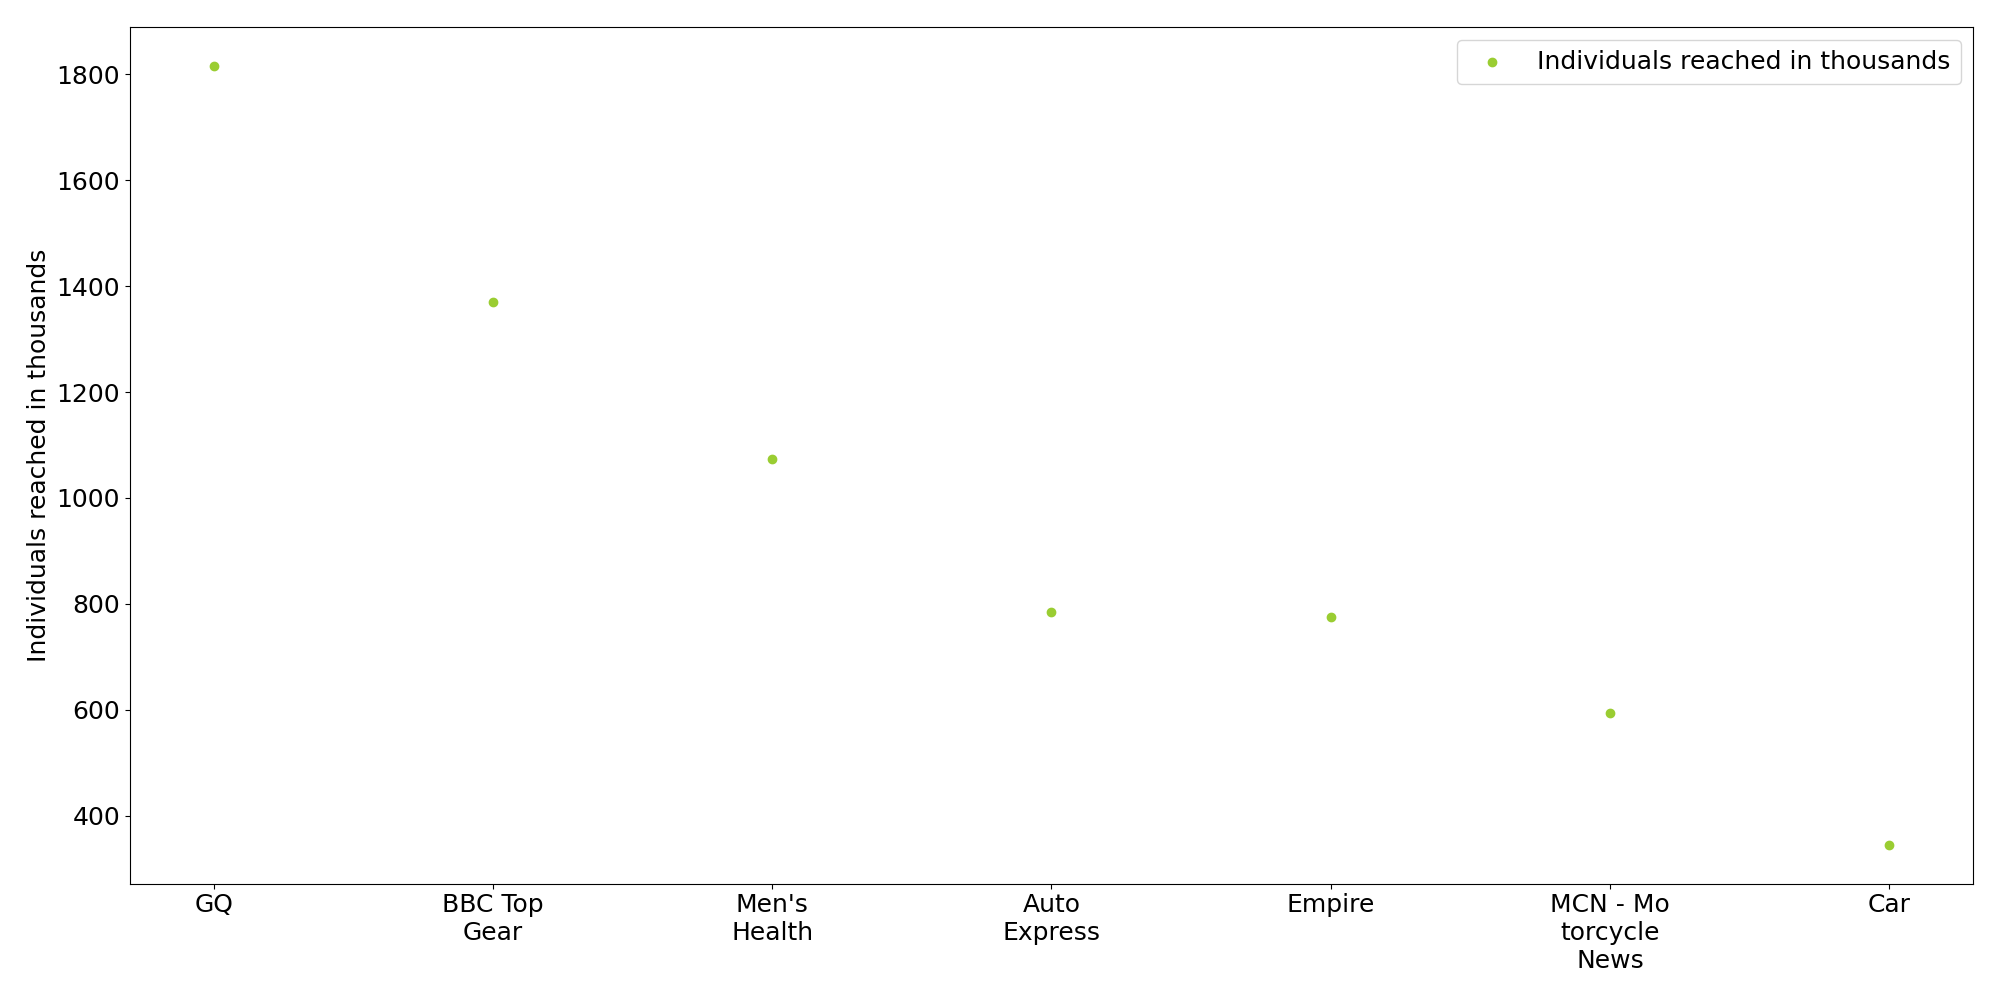 Individuals reached in thousands
Individuals reached in thousands
1800
1600
1400
1200
1000
800
600
400
GQ
BBC Top
Gear
Men's
Health
Auto
Express
Empire
MCN - Mo
torcycle
News
Car